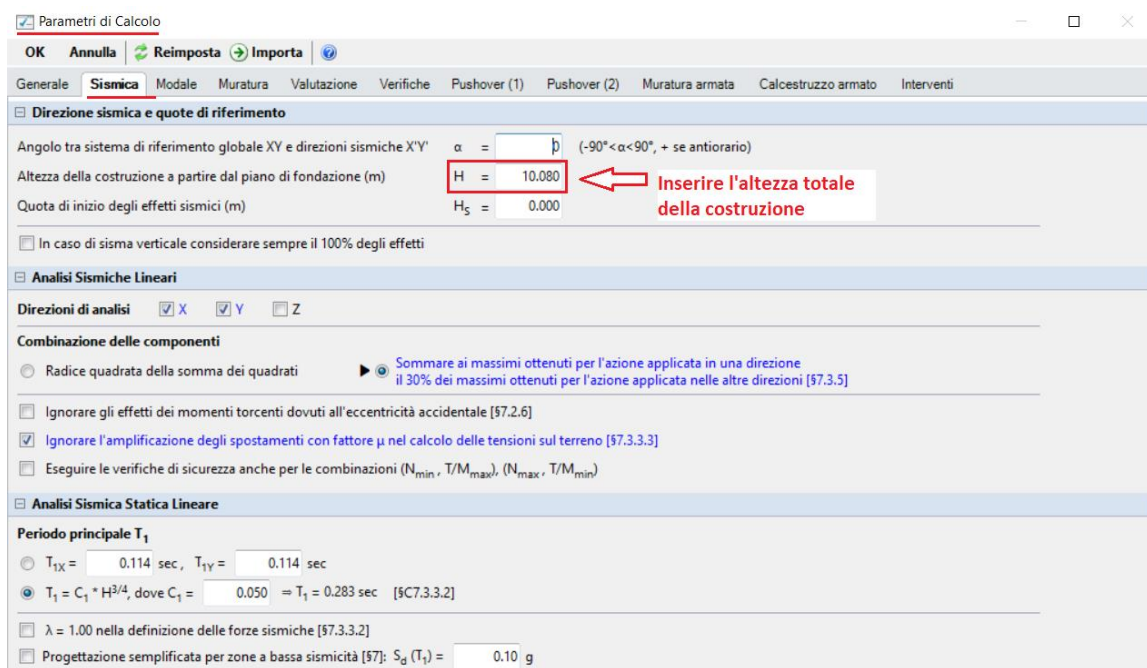 Parametri di Calcolo
OK Annulla Reimposta Importa
Generale Sismica Modale Muratura Valutazione Verifiche Pushover (1) Pushover (2) Muratura armata Calcestruzzo armato Interventi
Direzione sismica e quote di riferimento
Angolo tra sistema di riferimento globale XY e direzioni sismiche X'Y' α = 0 (-90°<α<90°, + se antiorario)
Altezza della costruzione a partire dal piano di fondazione (m) H = 10.080
Inserire l'altezza totale
della costruzione
Quota di inizio degli effetti sismici (m) HS = 0.000
In caso di sisma verticale considerare sempre il 100% degli effetti
Analisi Sismiche Lineari
Direzioni di analisi X Y Z
Combinazione delle componenti
Radice quadrata della somma dei quadrati
Sommare ai massimi ottenuti per l'azione applicata in una direzione
il 30% dei massimi ottenuti per l'azione applicata nelle altre direzioni [§7.3.5]
Ignorare gli effetti dei momenti torcenti dovuti all'eccentricità accidentale [§7.2.6]
Ignorare l'amplificazione degli spostamenti con fattore μ nel calcolo delle tensioni sul terreno [§7.3.3.3]
Eseguire le verifiche di sicurezza anche per le combinazioni (Nmin , T/Mmax), (Nmax , T/Mmin)
Analisi Sismica Statica Lineare
Periodo principale T1
T1X = 0.114 sec , T1Y = 0.114 sec
T1 = C1 * H3/4, dove C1 = 0.050 ⇒ T1 = 0.283 sec [§C7.3.3.2]
λ = 1.00 nella definizione delle forze sismiche [§7.3.3.2]
Progettazione semplificata per zone a bassa sismicità [§7]: Sd (T1) = 0.10 g